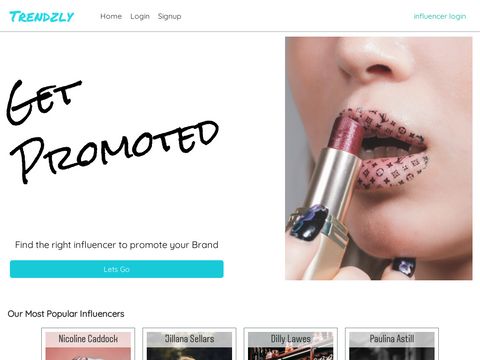 Trendzly
Home Login Signup
influencer login
Get
Promoted
Find the right influencer to promote your Brand
Lets Go
Our Most Popular Influencers
Nicoline Caddock Jillana Sellars Dilly Lawes Paulina Astill